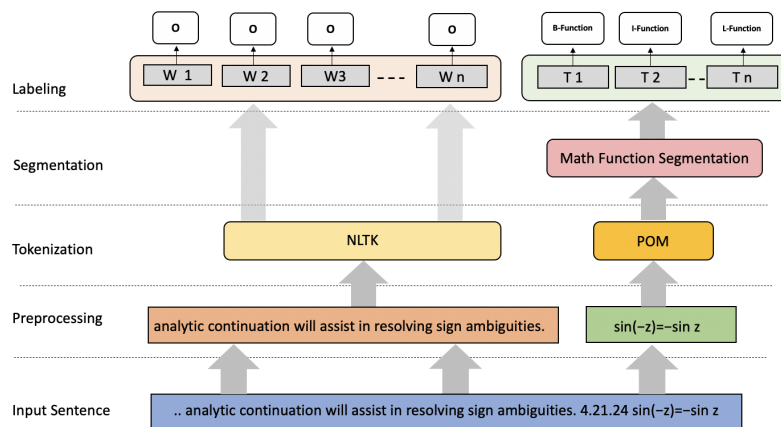 O O O O B-Function I-Function L-Function
Labeling W 1 W 2 W3 --- W n T 1 T 2 -- T n
Segmentation Math Function Segmentation
Tokenization NLTK POM
Preprocessing analytic continuation will assist in resolving sign ambiguities. sin(−z)=−sin z
Input Sentence .. analytic continuation will assist in resolving sign ambiguities. 4.21.24 sin(−z)=−sin z